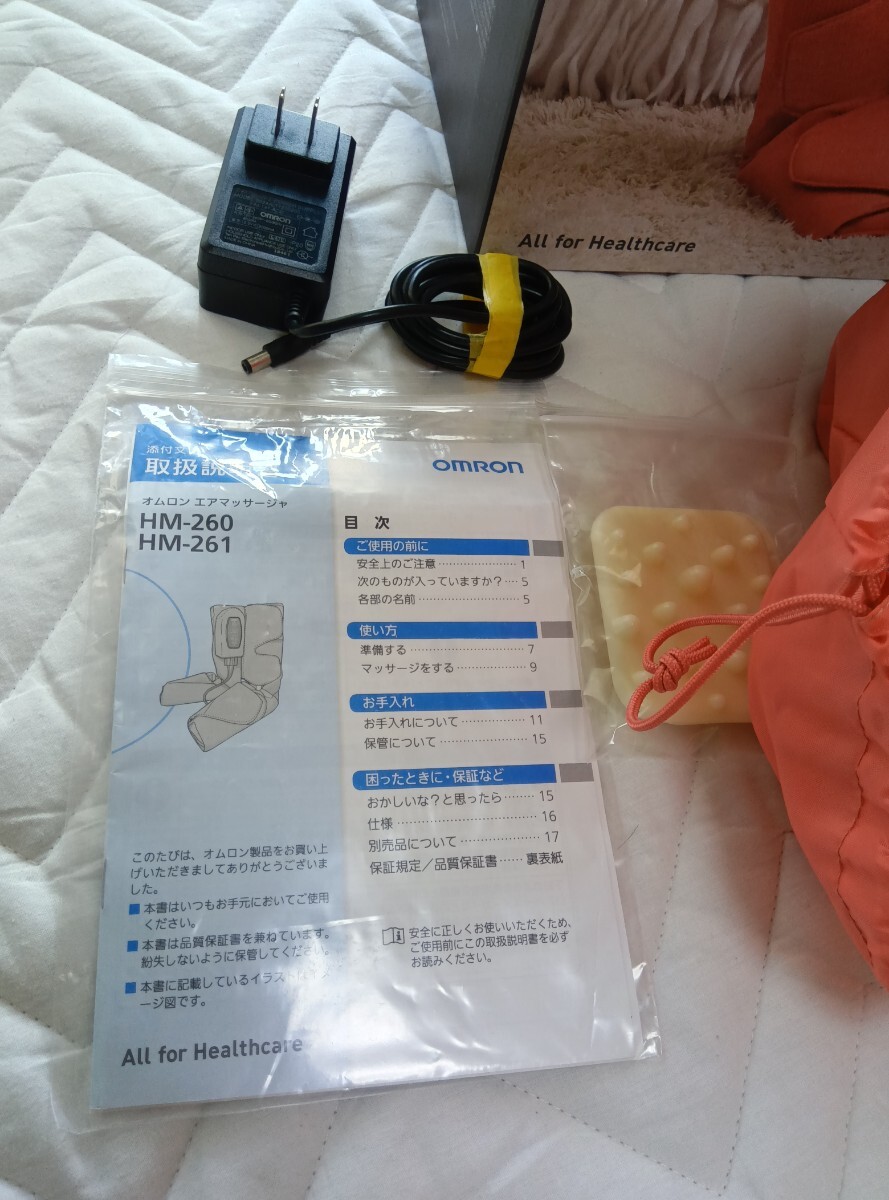 omron
All for Healthcare
添付文
取扱説
OMRON
オムロン エアマッサージャ
HM-260
HM-261
目 次
ご使用の前に
安全上のご注意 1
次のものが入っていますか? 5
各部の名前 5
使い方
準備する 7
マッサージをする 9
お手入れ
お手入れについて 11
保管について 15
困ったときに・保証など
おかしいな?と思ったら 15
仕様 16
別売品について 17
保証規定/品質保証書 裏表紙
このたびは、オムロン製品をお買い上
げいただきましてありがとうございま
した。
■本書はいつもお手元においてご使用
ください。
■本書は品質保証書を兼ねています。
紛失しないように保管してください。
■本書に記載しているイラスト
ージ図です。
安全に正しくお使いいただくため、
ご使用前にこの取扱説明書を必ず
お読みください。
All for Healthcare